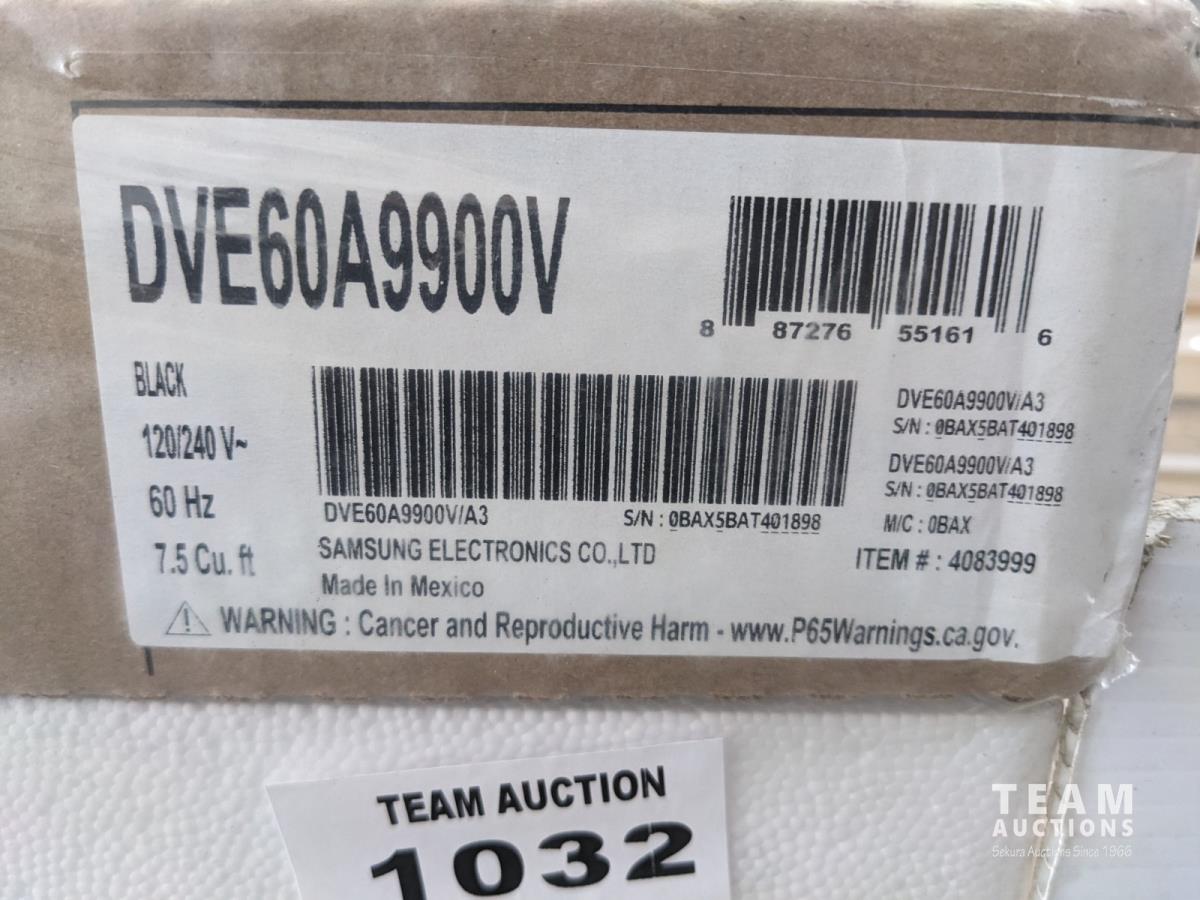 DVE60A9900V
8 87276 55161 6
BLACK
120/240 V~
60 Hz
7.5 Cu. ft
DVE60A9900V/A3 S/N : 0BAX5BAT401898
SAMSUNG ELECTRONICS CO.,LTD
Made In Mexico
DVE60A9900V/A3
S/N : 0BAX5BAT401898
DVE60A9900V/A3
S/N : 0BAX5BAT401898
M/C : 0BAX
ITEM # : 4083999
WARNING : Cancer and Reproductive Harm - www.P65Warnings.ca.gov.
TEAM AUCTION
1032
TEAM
AUCTIONS
Sekura Auctions Since 1966